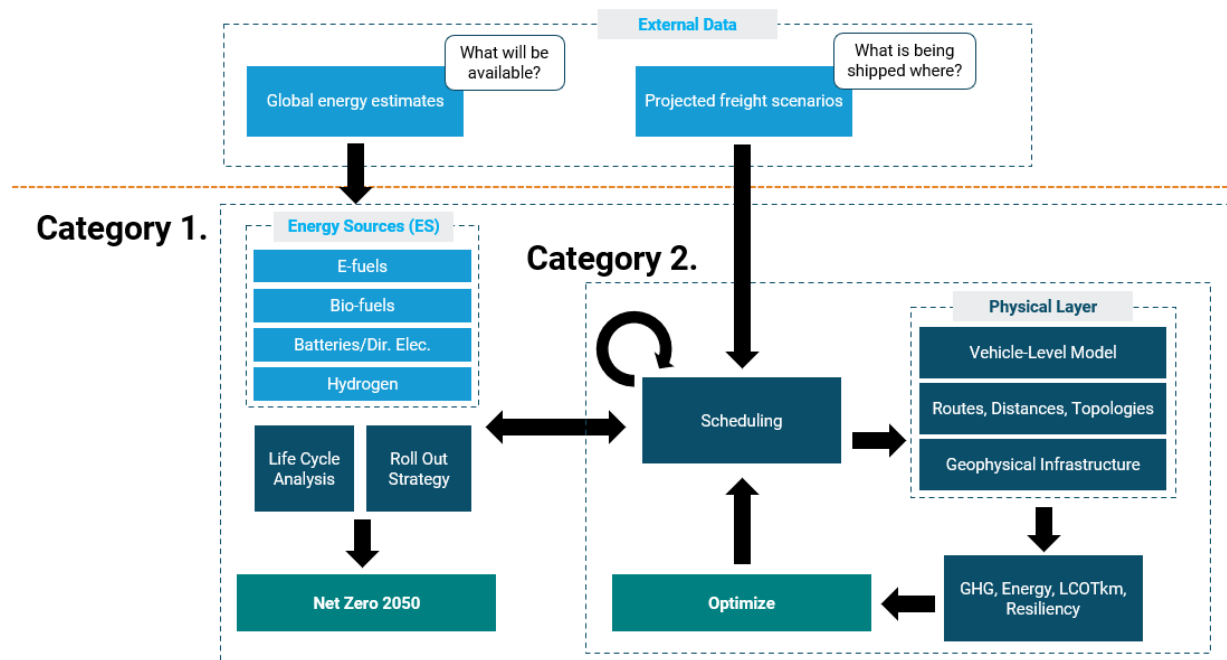 External Data
What will be
available?
Global energy estimates
What is being
shipped where?
Projected freight scenarios
Category 1.
Energy Sources (ES)
E-fuels
Bio-fuels
Batteries/Dir. Elec.
Hydrogen
Life Cycle
Analysis
Roll Out
Strategy
Net Zero 2050
Category 2.
Scheduling
Physical Layer
Vehicle-Level Model
Routes, Distances, Topologies
Geophysical Infrastructure
GHG, Energy, LCOTkm,
Resiliency
Optimize